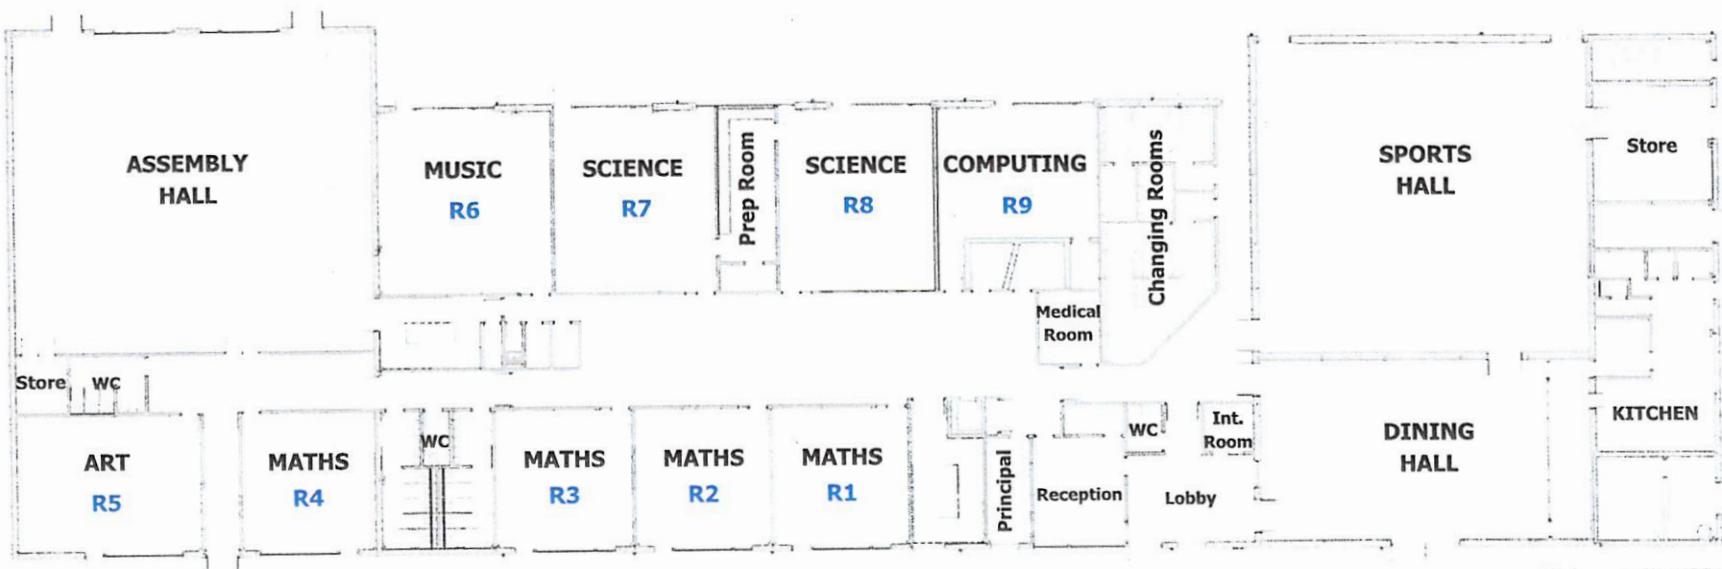 ASSEMBLY
HALL
MUSIC
R6
SCIENCE
R7
Prep Room
SCIENCE
R8
COMPUTING
R9
Changing Rooms
Medical
Room
SPORTS
HALL
Store
Store
WC
ART
R5
MATHS
R4
WC
MATHS
R3
MATHS
R2
MATHS
R1
Principal
Reception
WC
Lobby
Int.
Room
DINING
HALL
KITCHEN